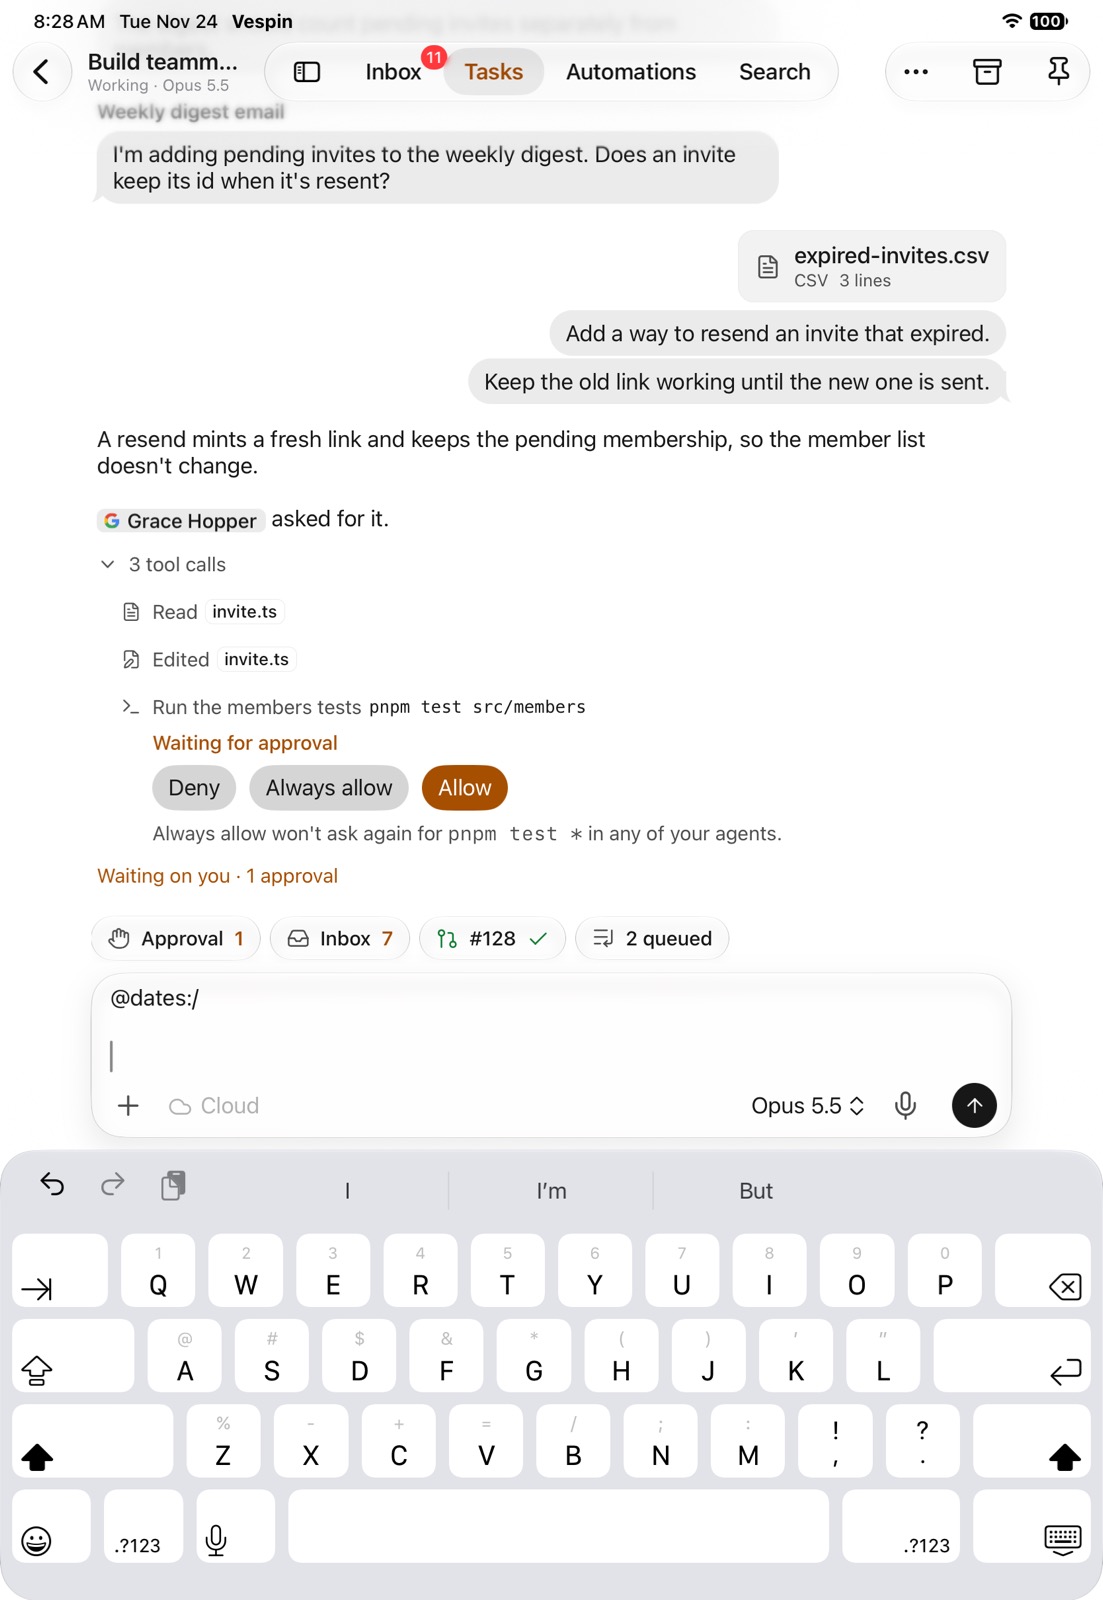 8:28 AM Tue Nov 24 Vespin
100
count pending invites separately from
Build teamm...
Working · Opus 5.5
Inbox 11
Tasks
Automations
Search
Weekly digest email
I'm adding pending invites to the weekly digest. Does an invite
keep its id when it's resent?
expired-invites.csv
CSV 3 lines
Add a way to resend an invite that expired.
Keep the old link working until the new one is sent.
A resend mints a fresh link and keeps the pending membership, so the member list
doesn't change.
G Grace Hopper asked for it.
3 tool calls
Read invite.ts
Edited invite.ts
Run the members tests pnpm test src/members
Waiting for approval
Deny Always allow Allow
Always allow won't ask again for pnpm test * in any of your agents.
Waiting on you · 1 approval
Approval 1 Inbox 7 #128 2 queued
@dates:/
Cloud Opus 5.5
I I'm But
1 2 3 4 5 6 7 8 9 0
Q W E R T Y U I O P
@ # $ & * ( ) ' "
A S D F G H J K L
% - + = / ; : ! ?
Z X C V B N M , .
.?123 .?123